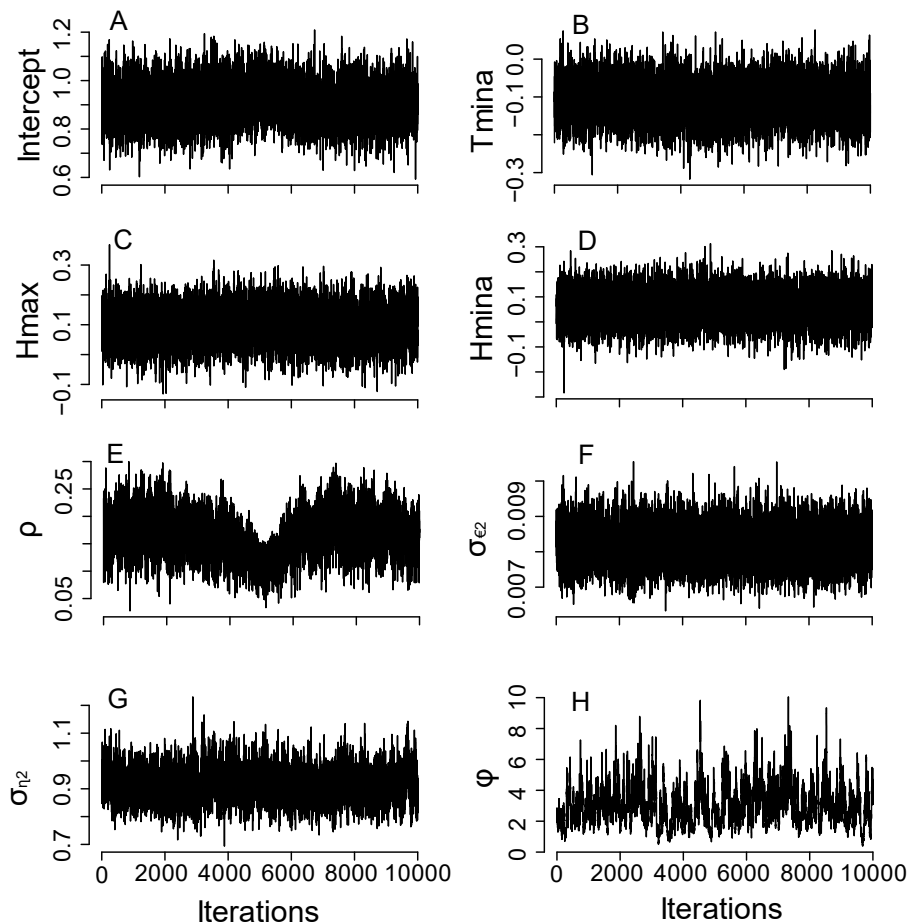 A
Intercept
1.2
1.0
0.8
0.6
B
Tmina
0.0
−0.1
−0.3
C
Hmax
0.3
0.1
−0.1
D
Hmina
0.3
0.1
−0.1
E
ρ
0.25
0.05
F
σϵ2
0.009
0.007
G
ση2
1.1
0.9
0.7
0 2000 4000 6000 8000 10000
Iterations
H
φ
10
8
6
4
2
0
0 2000 4000 6000 8000 10000
Iterations